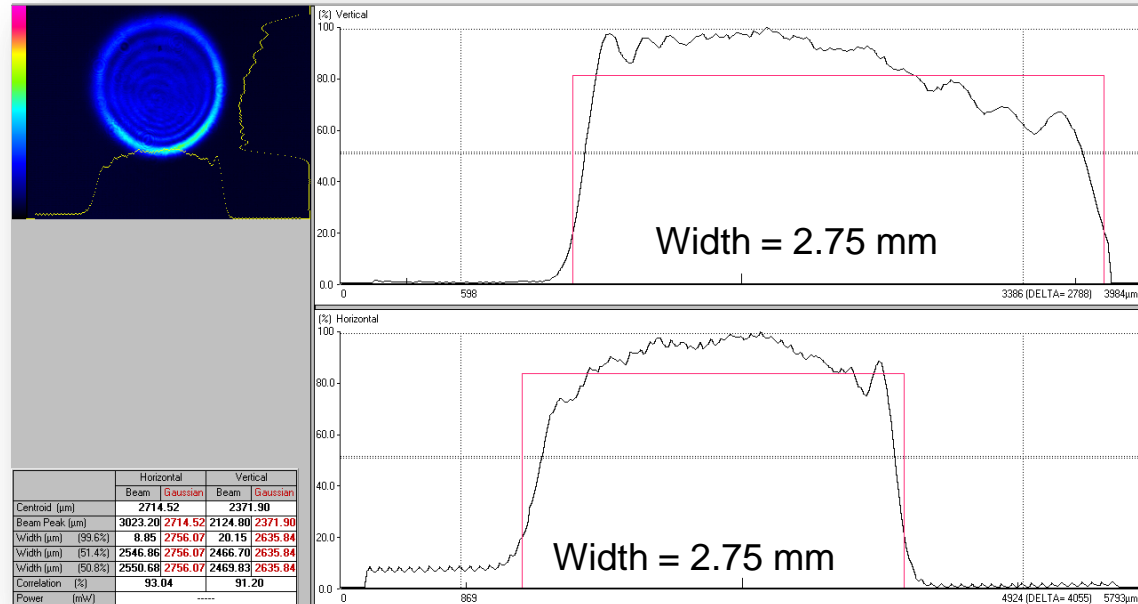 (%) Vertical
100
80.0
60.0
40.0
20.0
0.0
0 598 3386 (DELTA= 2788) 3984µm
Width = 2.75 mm
(%) Horizontal
100
80.0
60.0
40.0
20.0
0.0
0 869 4924 (DELTA= 4055) 5793µm
Width = 2.75 mm
Horizontal Vertical
Beam Gaussian Beam Gaussian
Centroid (µm) 2714.52 2371.90
Beam Peak (µm) 3023.20 2714.52 2124.80 2371.90
Width (µm) (99.6%) 8.85 2756.07 20.15 2635.84
Width (µm) (51.4%) 2546.86 2756.07 2466.70 2635.84
Width (µm) (50.8%) 2550.68 2756.07 2469.83 2635.84
Correlation (%) 93.04 91.20
Power (mW) -----